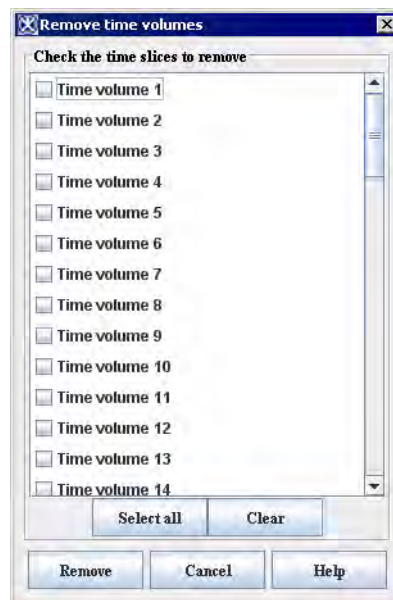 Remove time volumes
Check the time slices to remove
Time volume 1
Time volume 2
Time volume 3
Time volume 4
Time volume 5
Time volume 6
Time volume 7
Time volume 8
Time volume 9
Time volume 10
Time volume 11
Time volume 12
Time volume 13
Time volume 14
Select all Clear
Remove Cancel Help